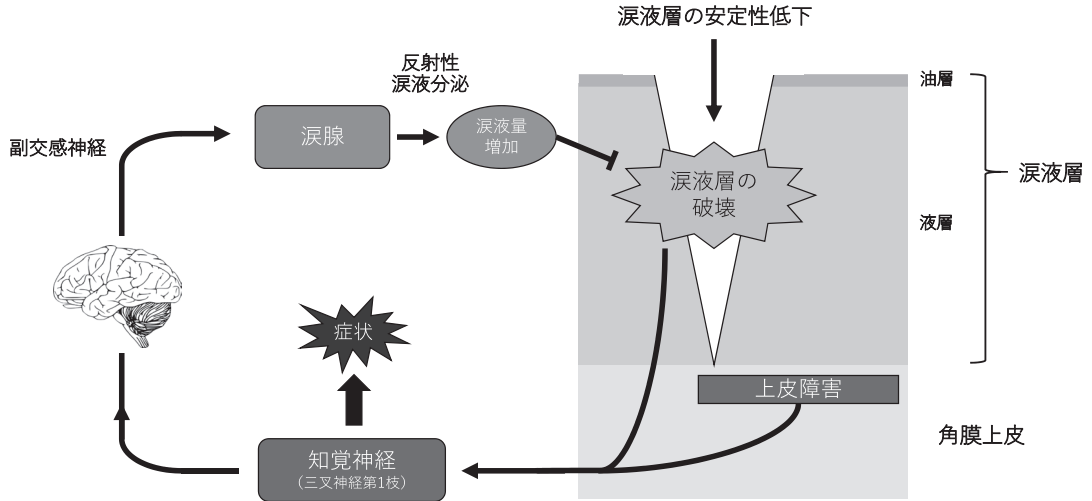 涙液層の安定性低下
反射性
涙液分泌
油層
涙腺
涙液量
増加
副交感神経
涙液層の
破壊
涙液層
液層
症状
上皮障害
角膜上皮
知覚神経
（三叉神経第1枝）